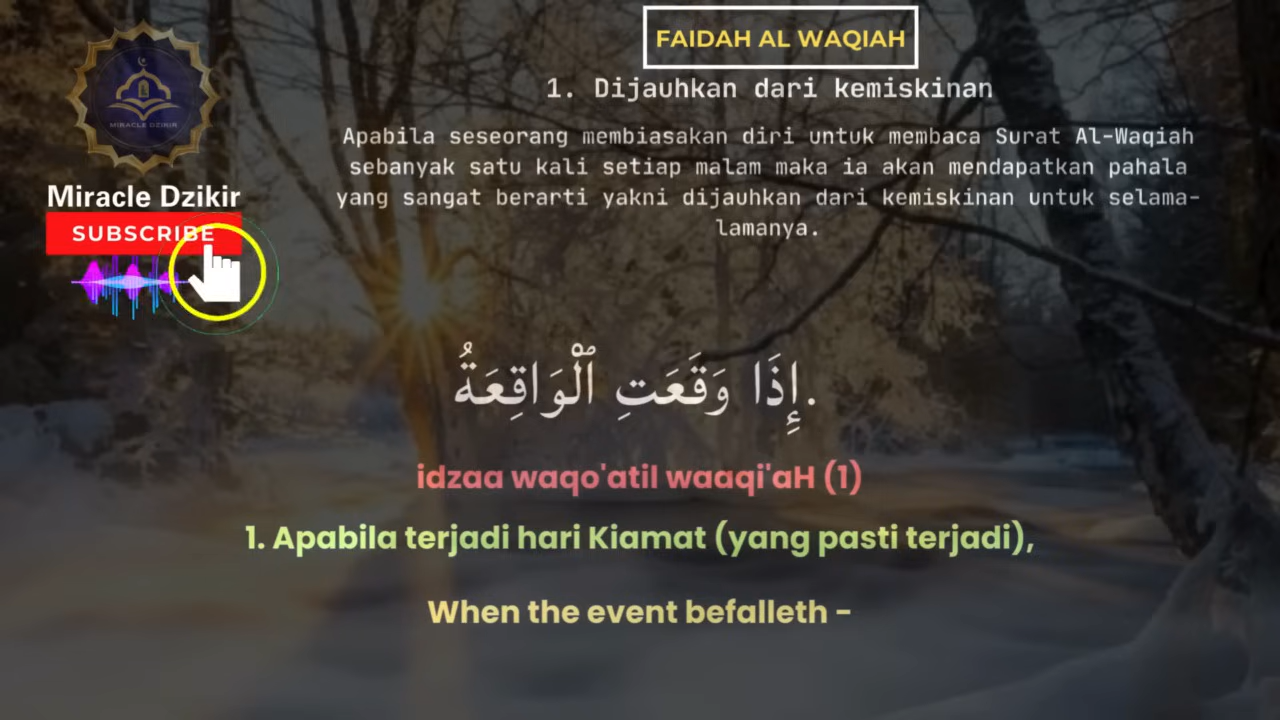 FAIDAH AL WAQIAH
1. Dijauhkan dari kemiskinan
Apabila seseorang membiasakan diri untuk membaca Surat Al-Waqiah
sebanyak satu kali setiap malam maka ia akan mendapatkan pahala
yang sangat berarti yakni dijauhkan dari kemiskinan untuk selama-
lamanya.
MIRACLE DZIKIR
Miracle Dzikir
SUBSCRIBE
إِذَا وَقَعَتِ ٱلْوَاقِعَةُ.
idzaa waqo'atil waaqi'aH (1)
1. Apabila terjadi hari Kiamat (yang pasti terjadi),
When the event befalleth -